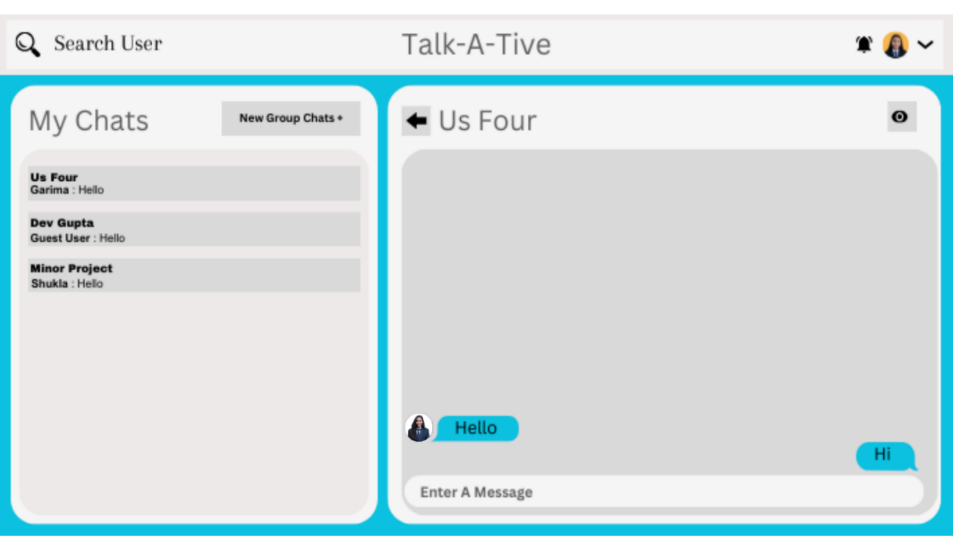 Search User
Talk-A-Tive
My Chats
New Group Chats +
Us Four
Garima : Hello
Dev Gupta
Guest User : Hello
Minor Project
Shukla : Hello
Us Four
Hello
Hi
Enter A Message